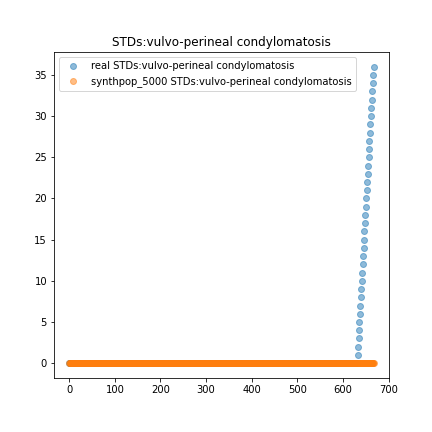 STDs:vulvo-perineal condylomatosis
real STDs:vulvo-perineal condylomatosis
synthpop_5000 STDs:vulvo-perineal condylomatosis
35
30
25
20
15
10
5
0
0 100 200 300 400 500 600 700